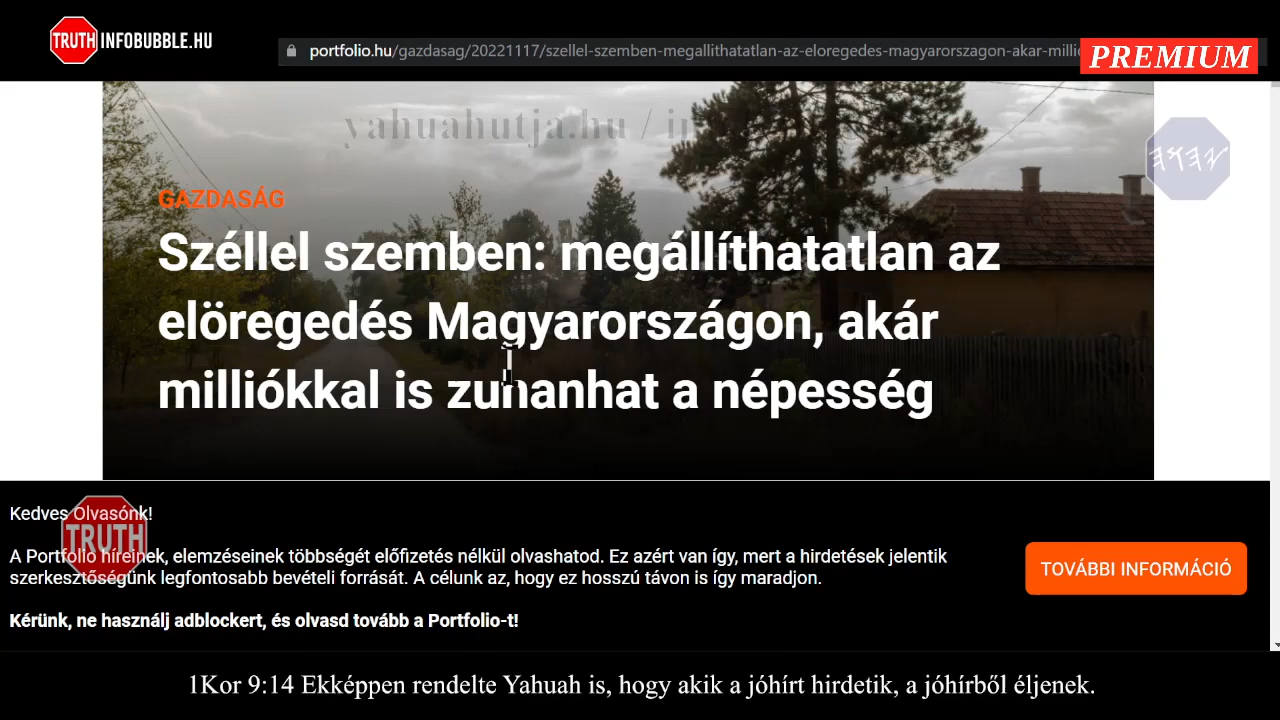 TRUTH INFOBUBBLE.HU
portfolio.hu/gazdasag/20221117/szellel-szemben-megallithatatlan-az-eloregedes-magyarorszagon-akar-milli
PREMIUM
yahuahutja.hu /
𐤉𐤄𐤅𐤄
GAZDASÁG
Széllel szemben: megállíthatatlan az
elöregedés Magyarországon, akár
milliókkal is zuhanhat a népesség
Kedves Olvasónk!
TRUTH
A Portfolio híreinek, elemzéseinek többségét előfizetés nélkül olvashatod. Ez azért van így, mert a hirdetések jelentik
szerkesztőségünk legfontosabb bevételi forrását. A célunk az, hogy ez hosszú távon is így maradjon.
TOVÁBBI INFORMÁCIÓ
Kérünk, ne használj adblockert, és olvasd tovább a Portfolio-t!
1Kor 9:14 Ekképpen rendelte Yahuah is, hogy akik a jóhírt hirdetik, a jóhírből éljenek.